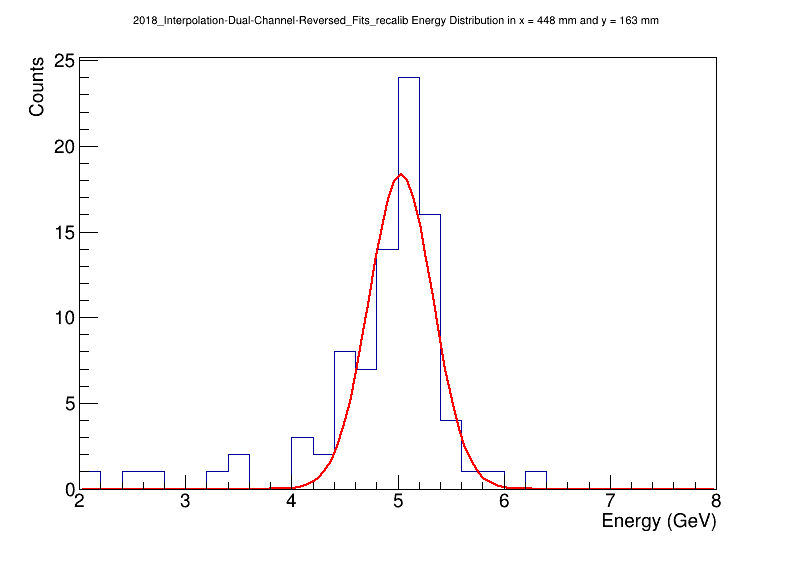 2018_Interpolation-Dual-Channel-Reversed_Fits_recalib Energy Distribution in x = 448 mm and y = 163 mm
Counts
25
20
15
10
5
0
2 3 4 5 6 7 8
Energy (GeV)